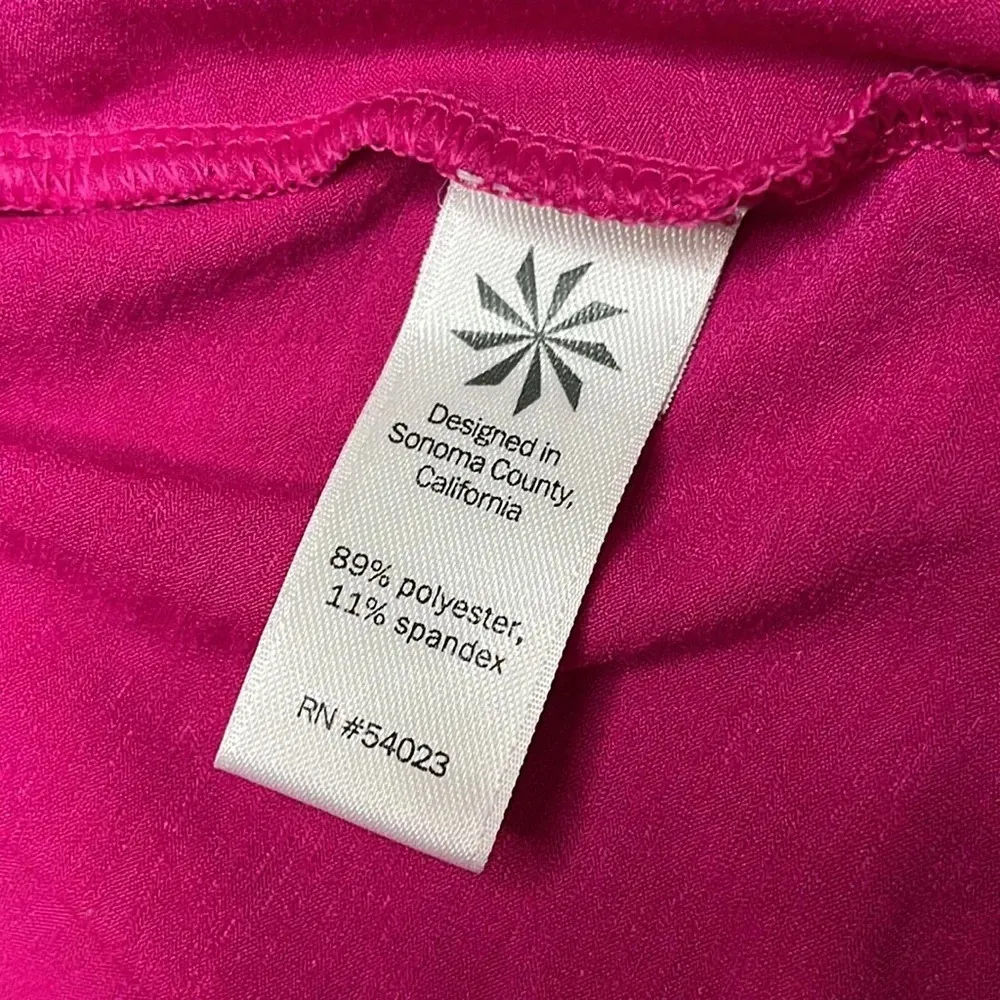 Designed in
Sonoma County,
California
89% polyester,
11% spandex
RN #54023